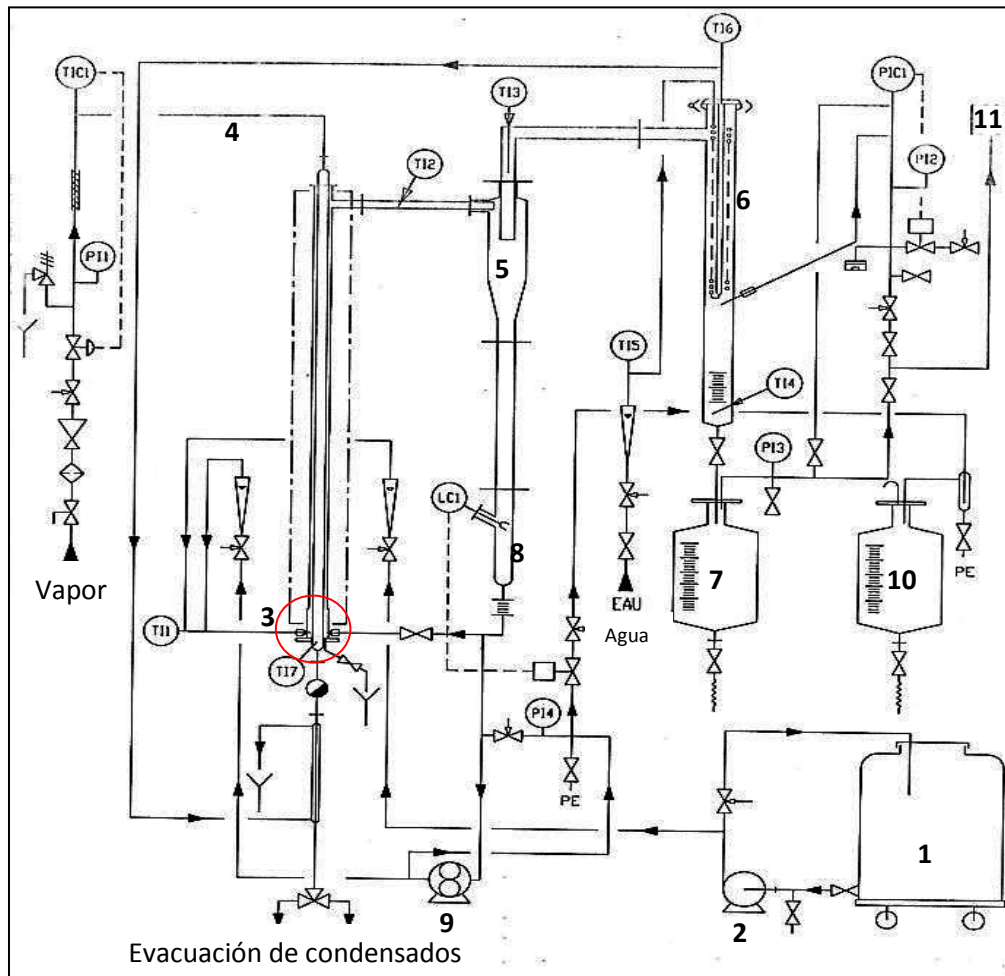 TI6
TIC1
PIC1
TI3
11
4
PI2
TI2
6
5
PI1
TI5
TI4
PI3
LC1
8
7
10
PE
Vapor
EAU
Agua
3
TI1
TI7
PI4
PE
1
9
2
Evacuación de condensados